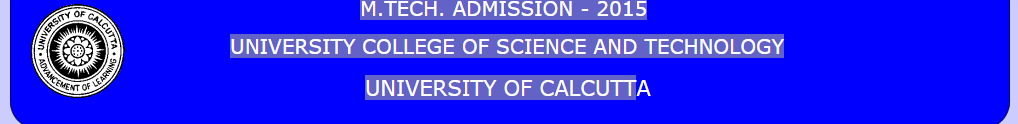 M.TECH. ADMISSION - 2015
UNIVERSITY OF CALCUTTA
ADVANCEMENT OF LEARNING
UNIVERSITY COLLEGE OF SCIENCE AND TECHNOLOGY
UNIVERSITY OF CALCUTTA